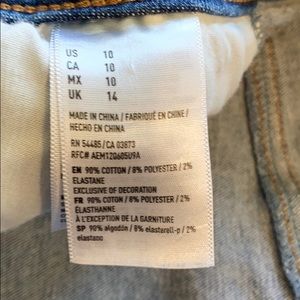 US 10
CA 10
MX 10
UK 14
MADE IN CHINA / FABRIQUÉ EN CHINE /
HECHO EN CHINA
RN 54485/CA 03873
RFC# AEM120605U9A
EN 90% COTTON / 8% POLYESTER / 2%
ELASTANE
EXCLUSIVE OF DECORATION
FR 90% COTON / 8% POLYESTER / 2%
ÉLASTHANNE
À L'EXCEPTION DE LA GARNITURE
SP 90% algodón / 8% elasterell-p / 2%
elastano